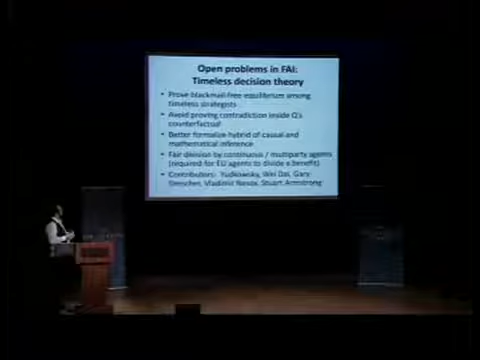 Open problems in FAI:
Timeless decision theory
• Prove blackmail-free equilibrium among
timeless strategists
• Avoid proving contradiction inside Q's
counterfactual
• Better formalize hybrid of causal and
mathematical inference
• Fair division by continuous / multiparty agents
(required for EU agents to divide a benefit)
• Contributors: Yudkowsky, Wei Dai, Gary
Drescher, Vladimir Nesov, Stuart Armstrong